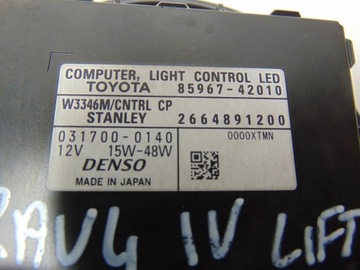 COMPUTER, LIGHT CONTROL LED
TOYOTA 85967-42010
W3346M/CNTRL CP
STANLEY 2664891200
031700-0140 0000XTMN
12V 15W-48W
DENSO
MADE IN JAPAN
RAV4 IV LIFT